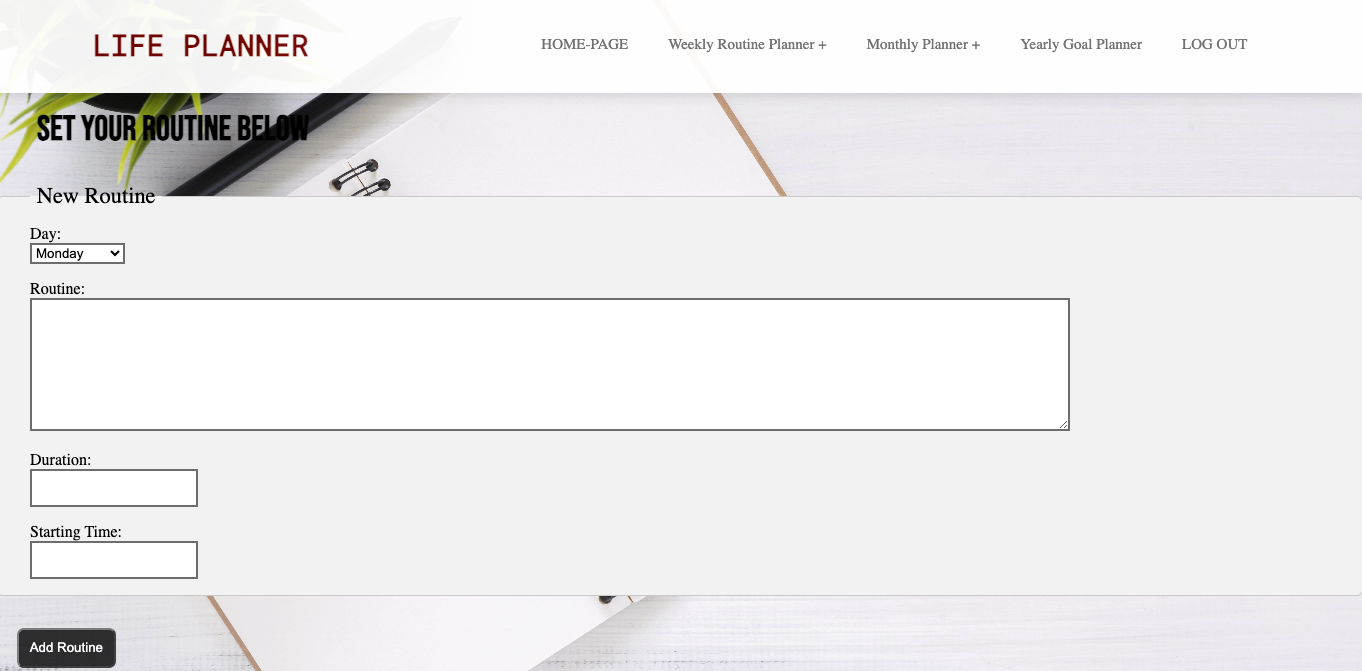 LIFE PLANNER
HOME-PAGE Weekly Routine Planner + Monthly Planner + Yearly Goal Planner LOG OUT
SET YOUR ROUTINE BELOW
New Routine
Day:
Monday
Routine:
Duration:
Starting Time:
Add Routine